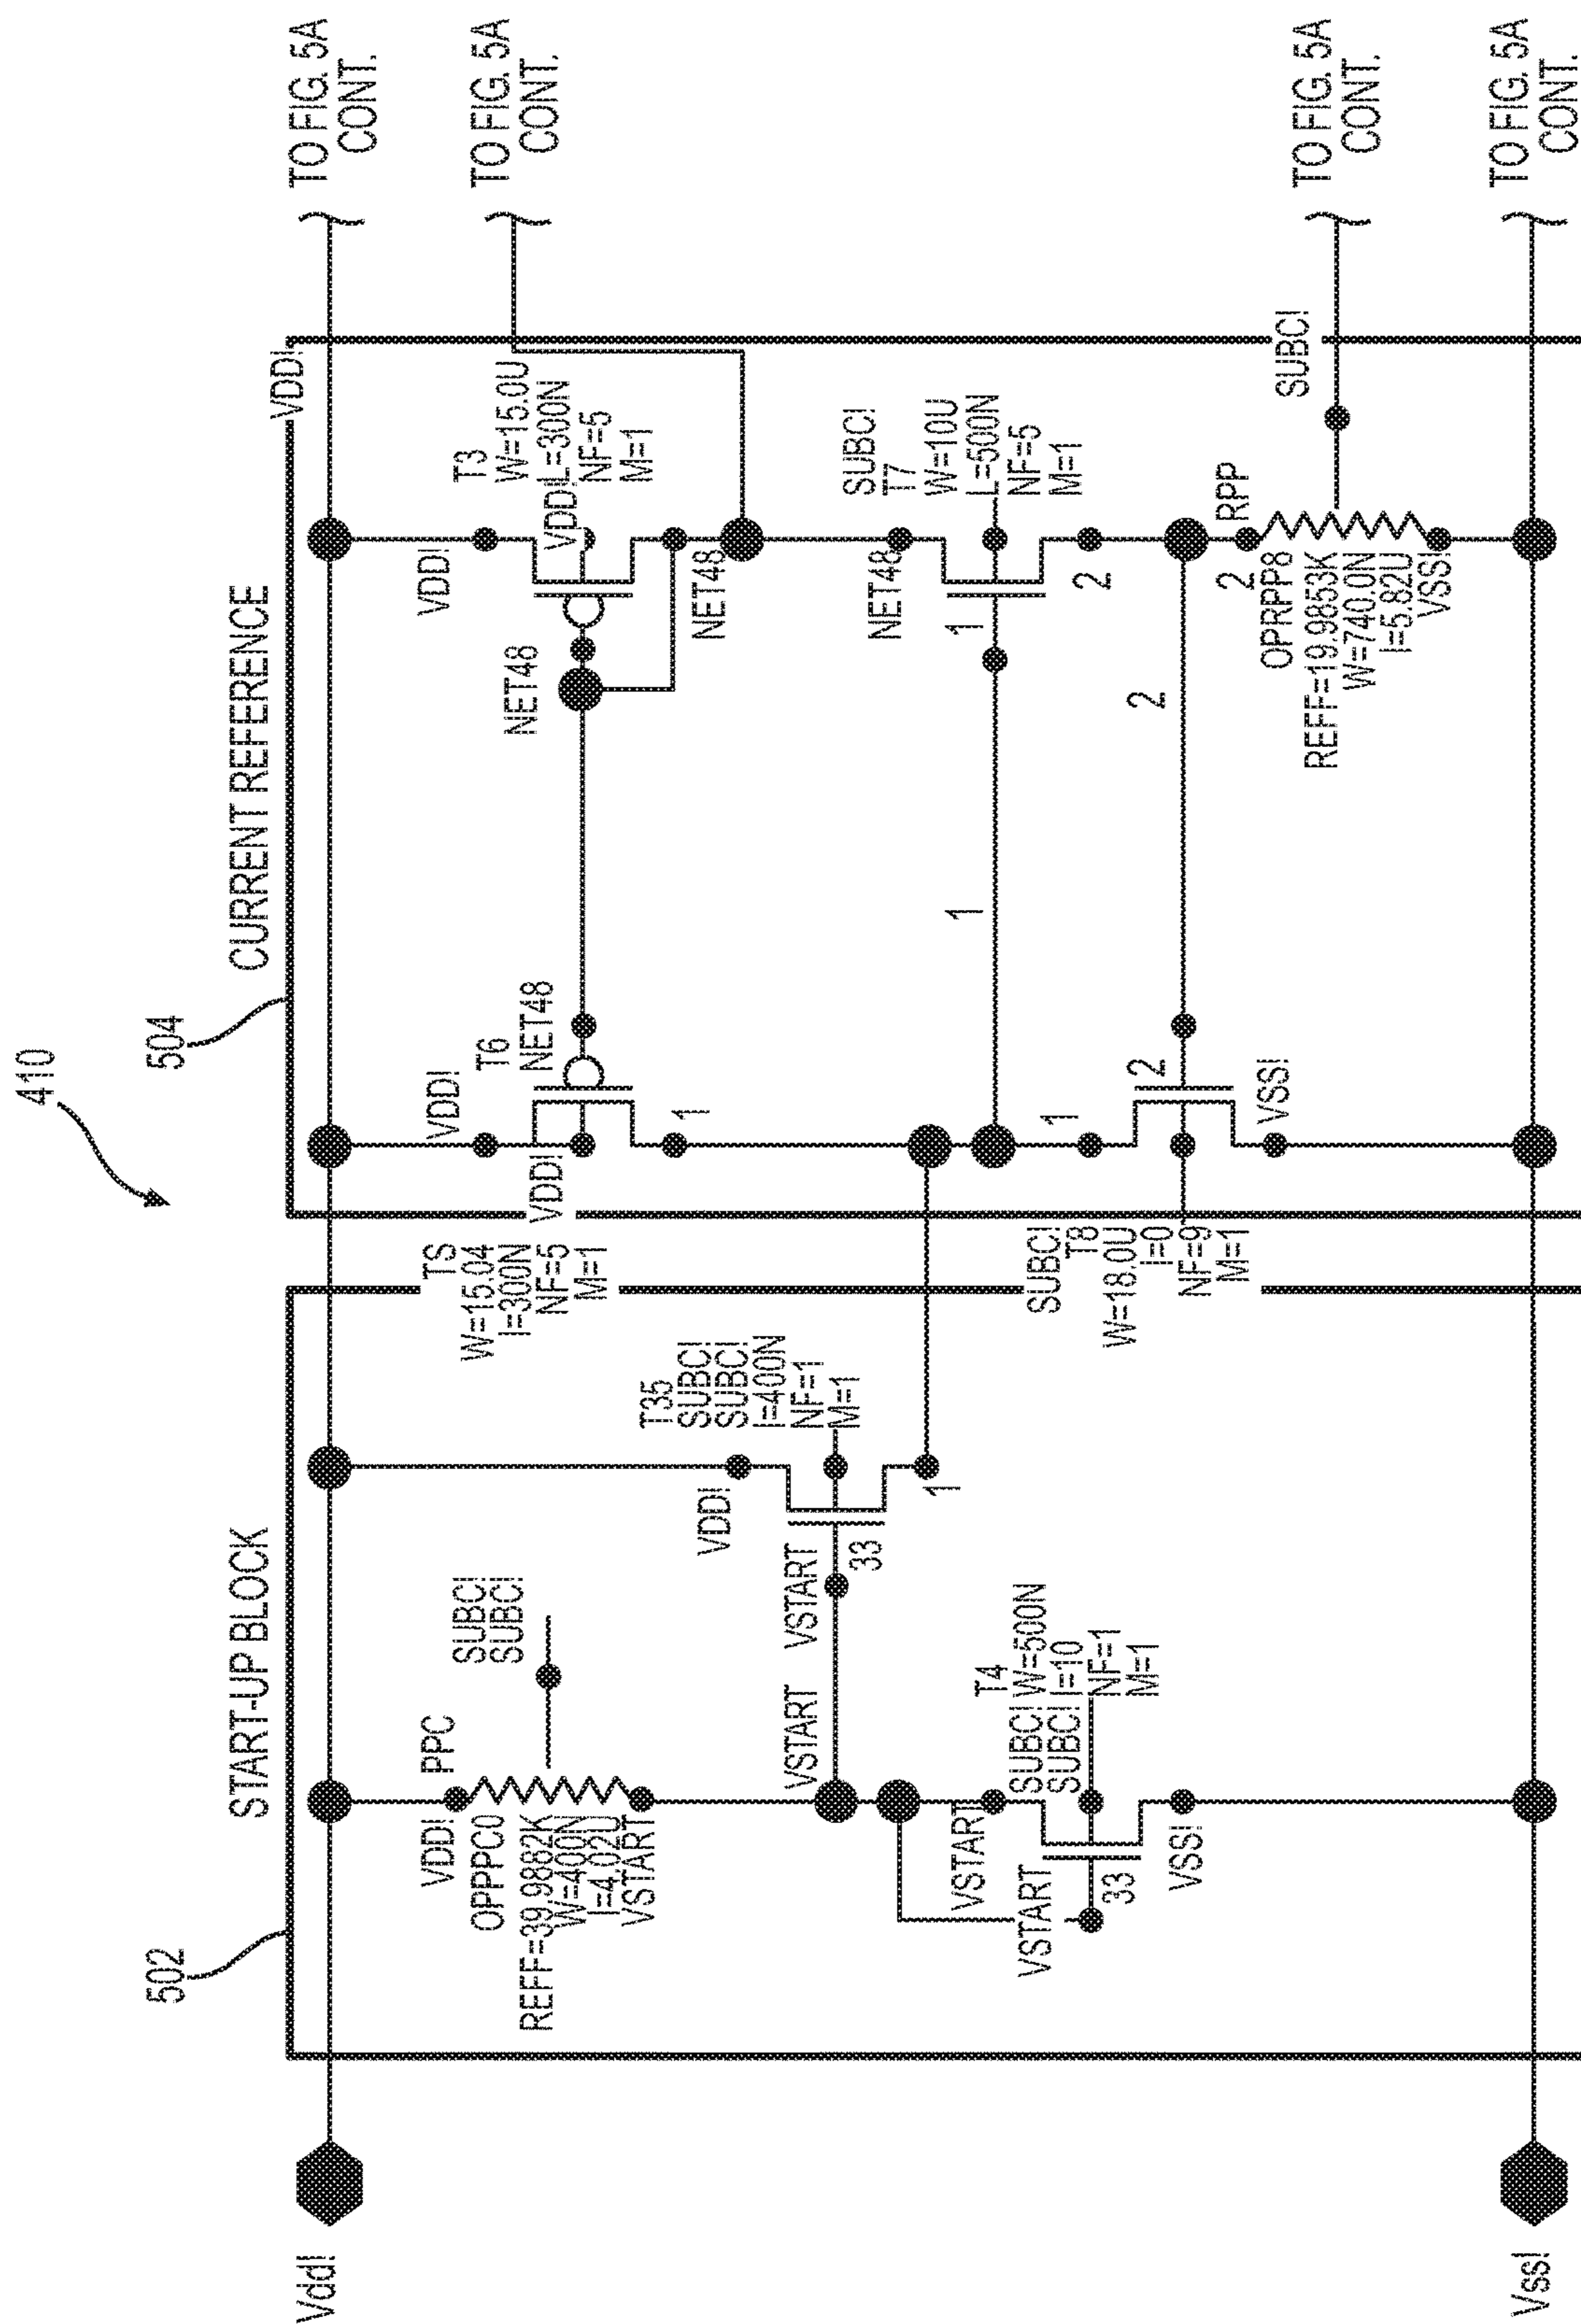 410
502
START-UP BLOCK
504
CURRENT REFERENCE
Vdd!
VDD!
TO FIG. 5A
CONT.
VDD!
PPC
OPPPC0
REFF=39.9882K
W=400N
l=4.02U
VSTART
SUBC!
SUBC!
VSTART
VSTART
33
VDD!
T35
SUBC!
SUBC!
l=400N
NF=1
M=1
1
VSTART
VSTART
33
VSS!
T4
SUBC! W=500N
SUBC! l=10
NF=1
M=1
TS
W=15.04
l=300N
NF=5
M=1
VDD!
VDD!
T6
NET48
1
SUBC!
T8
W=18.0U
l=0
NF=9
M=1
1
2
VSS!
1
2
NET48
VDD!
T3
W=15.0U
VDD!
L=300N
NF=5
M=1
NET48
TO FIG. 5A
CONT.
NET48
1
SUBC!
T7
W=10U
L=500N
NF=5
M=1
2
2
RPP
OPRPP8
REFF=19.9853K
W=740.0N
l=5.82U
VSS!
SUBC!
TO FIG. 5A
CONT.
Vss!
TO FIG. 5A
CONT.